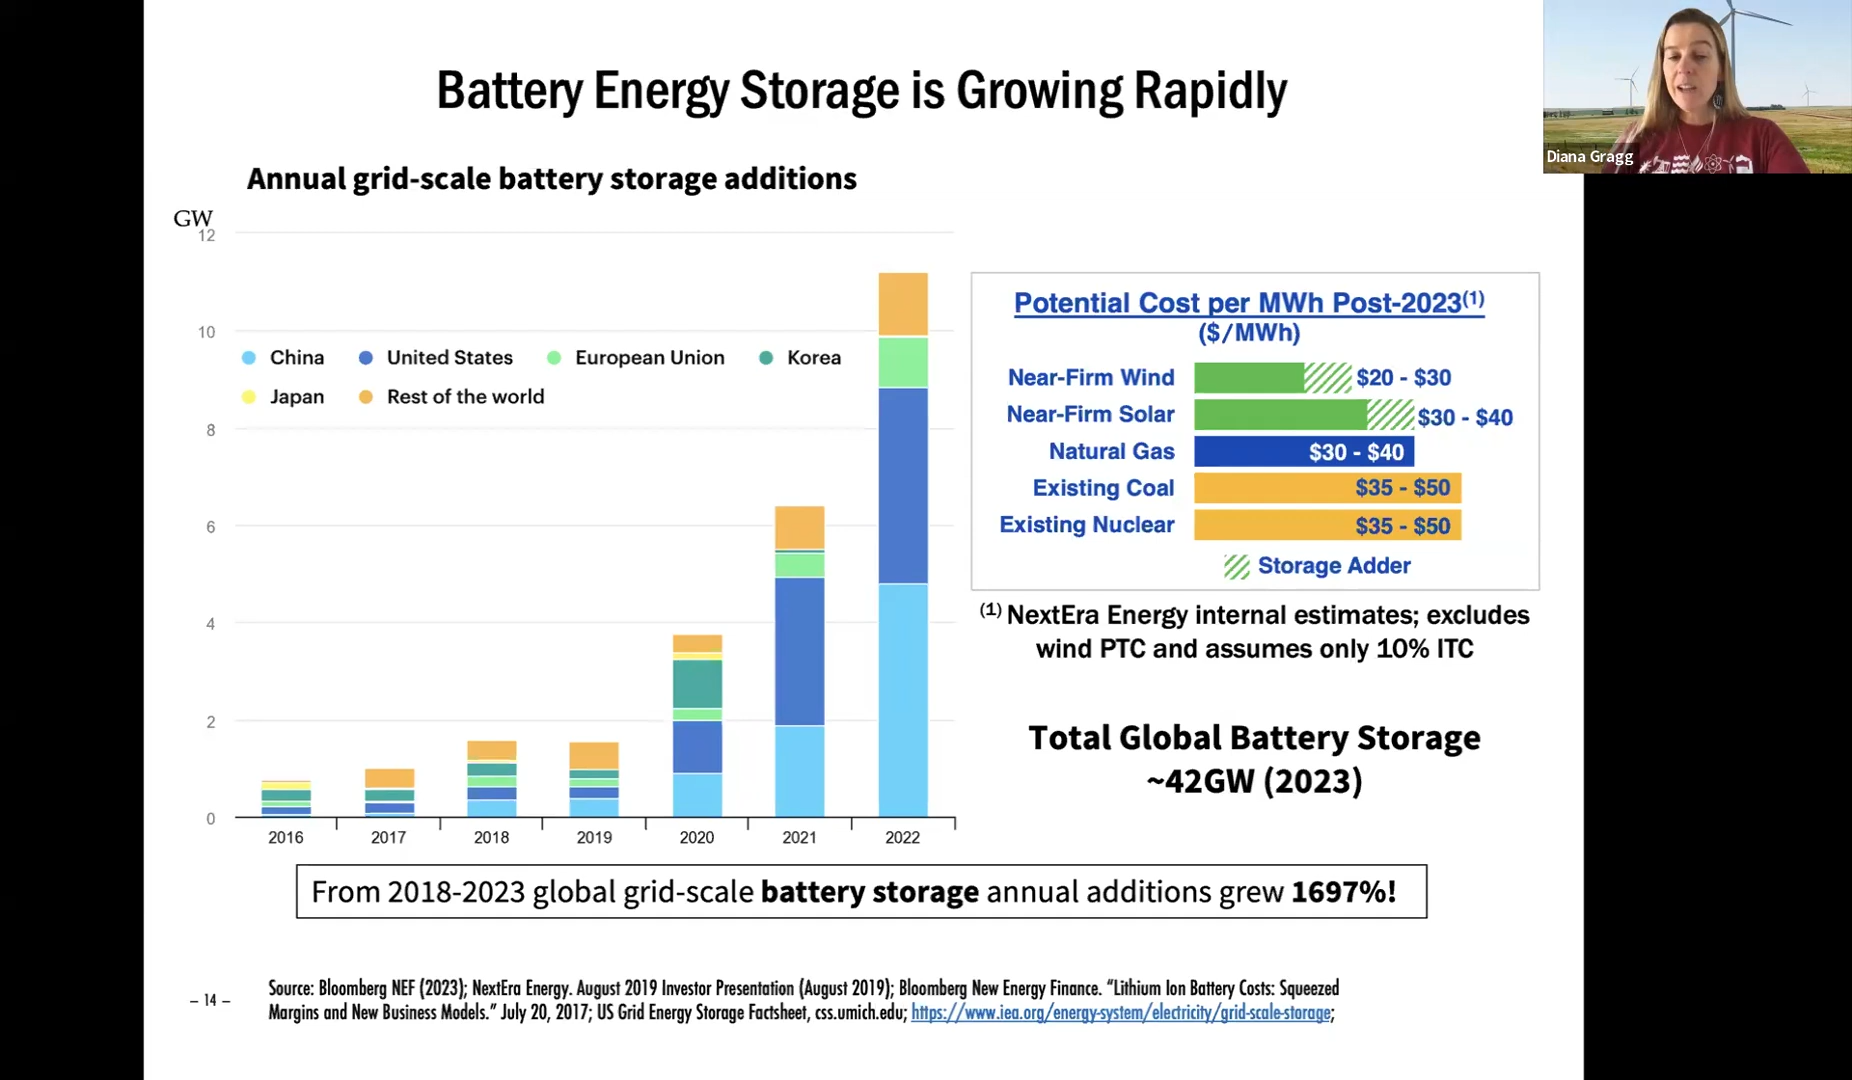 Battery Energy Storage is Growing Rapidly
Diana Gragg
Annual grid-scale battery storage additions
GW
12
10
8
6
4
2
0
China
United States
European Union
Korea
Japan
Rest of the world
2016
2017
2018
2019
2020
2021
2022
Potential Cost per MWh Post-2023(1)
($/MWh)
Near-Firm Wind $20 - $30
Near-Firm Solar $30 - $40
Natural Gas $30 - $40
Existing Coal $35 - $50
Existing Nuclear $35 - $50
Storage Adder
(1) NextEra Energy internal estimates; excludes
wind PTC and assumes only 10% ITC
Total Global Battery Storage
~42GW (2023)
From 2018-2023 global grid-scale battery storage annual additions grew 1697%!
– 14 –
Source: Bloomberg NEF (2023); NextEra Energy. August 2019 Investor Presentation (August 2019); Bloomberg New Energy Finance. “Lithium Ion Battery Costs: Squeezed
Margins and New Business Models.” July 20, 2017; US Grid Energy Storage Factsheet, css.umich.edu; https://www.iea.org/energy-system/electricity/grid-scale-storage;